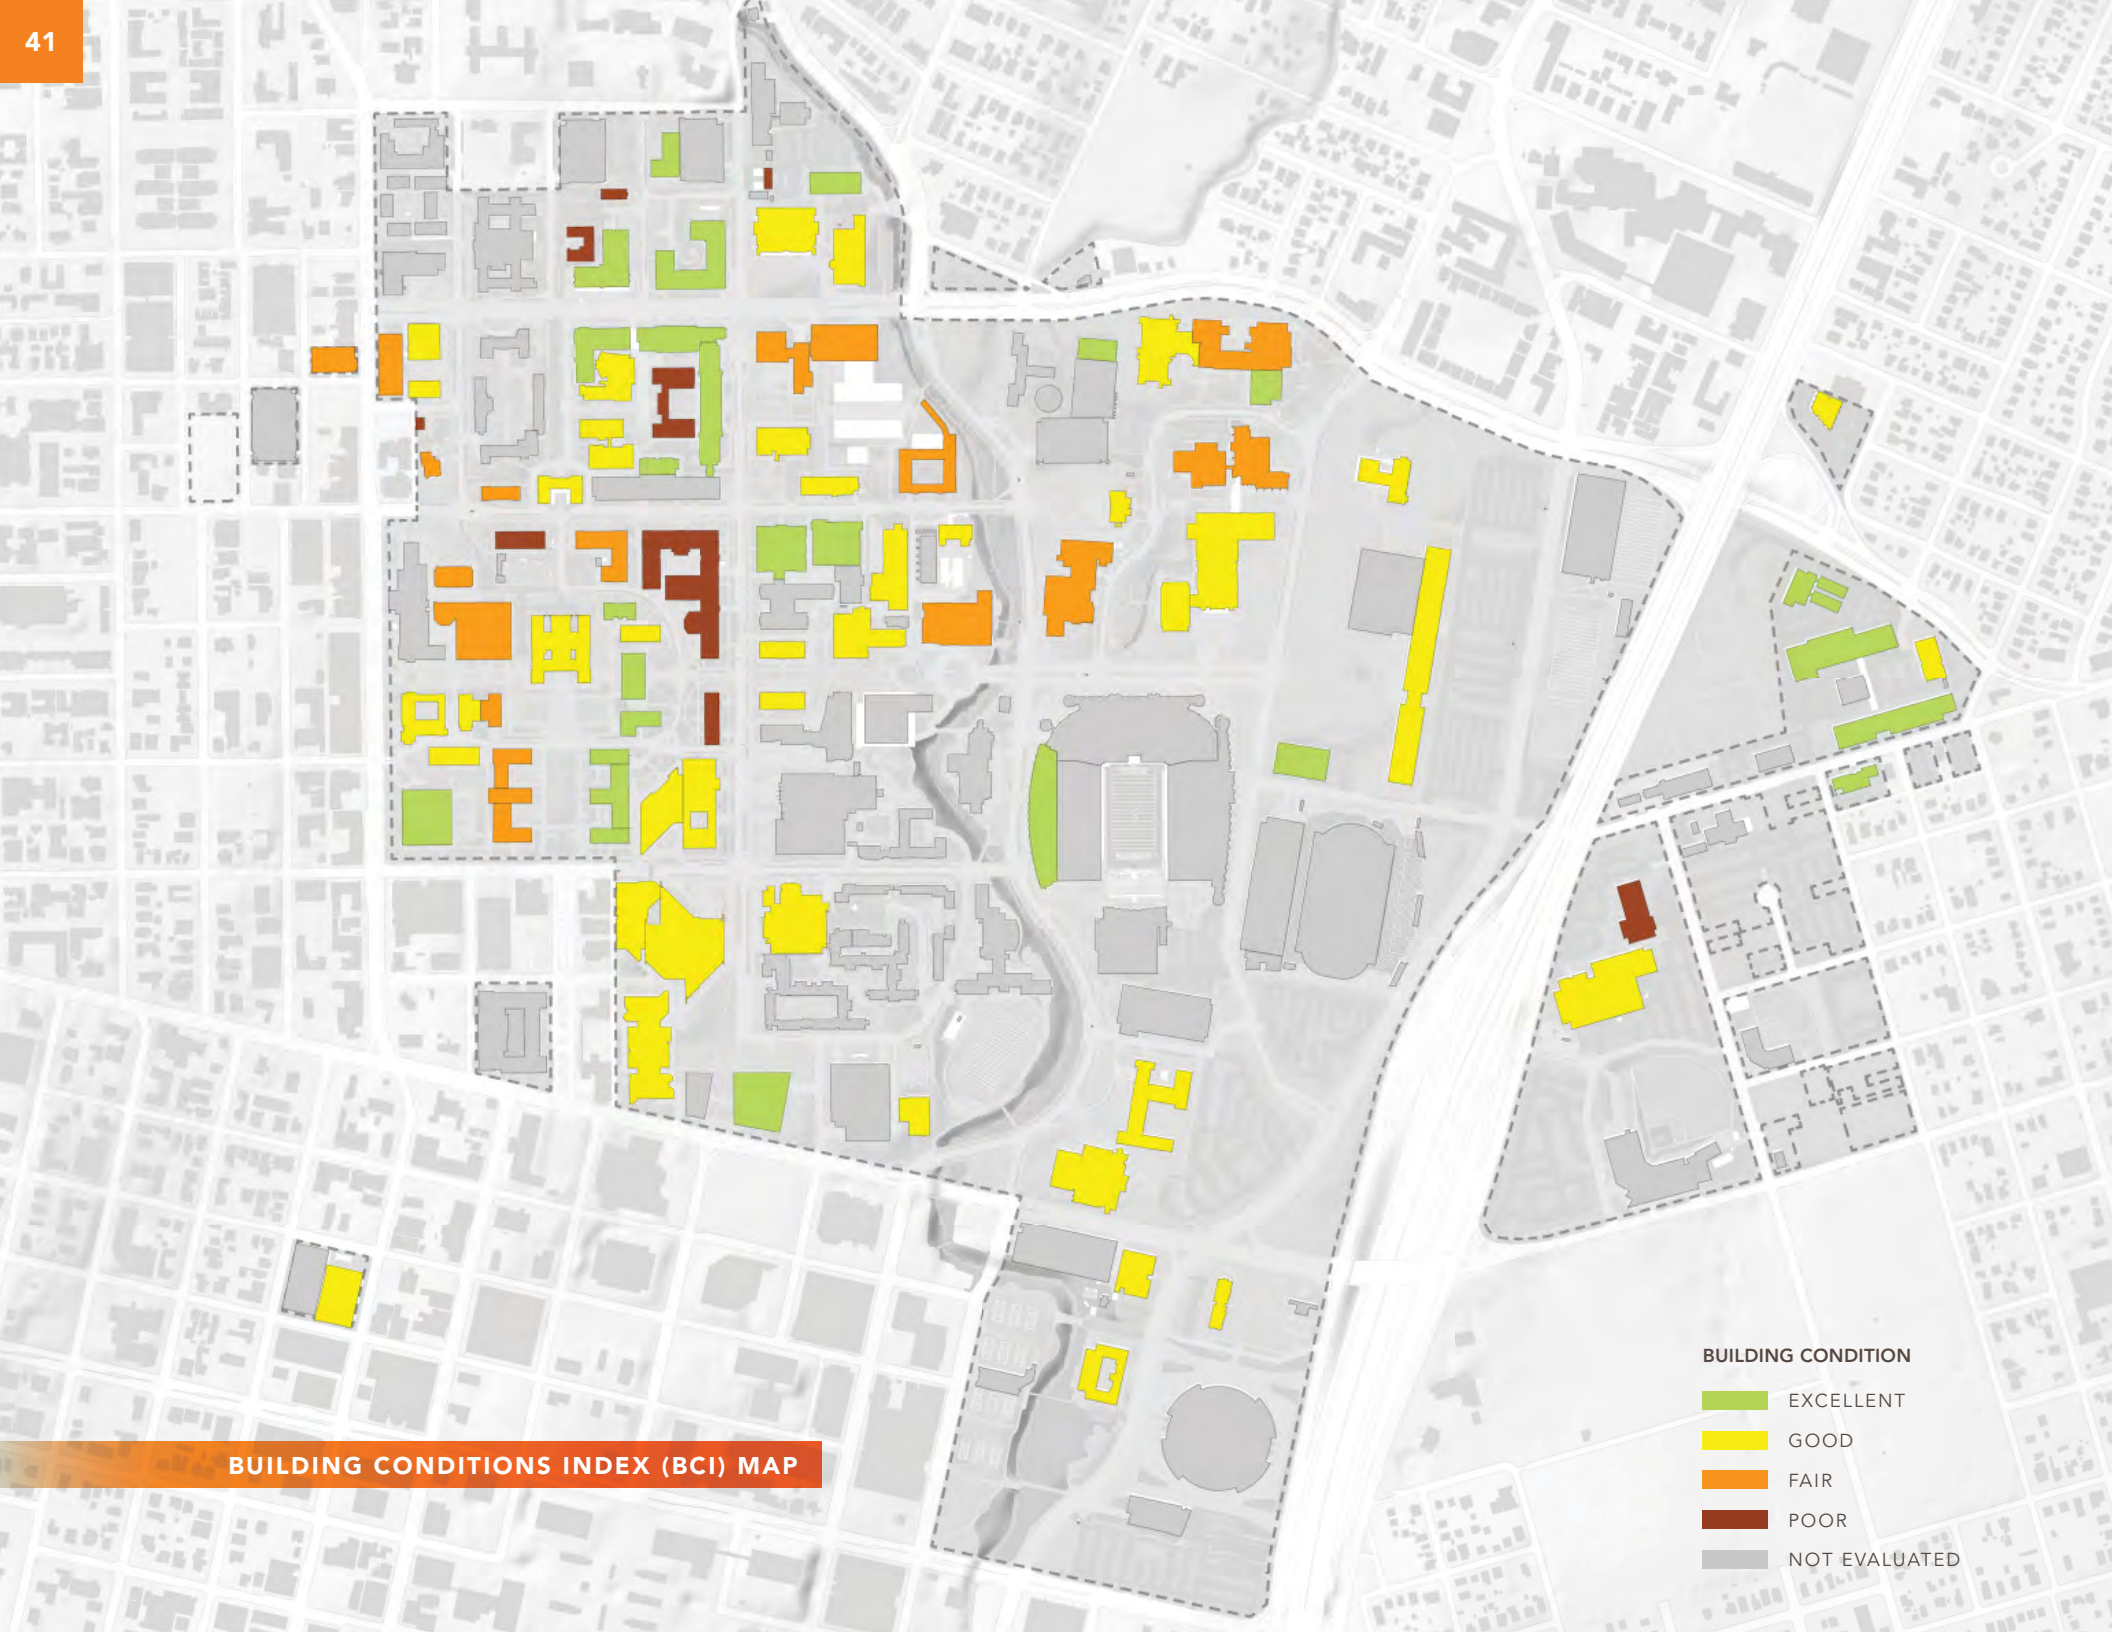 41
BUILDING CONDITION
EXCELLENT
GOOD
FAIR
POOR
NOT EVALUATED
BUILDING CONDITIONS INDEX (BCI) MAP